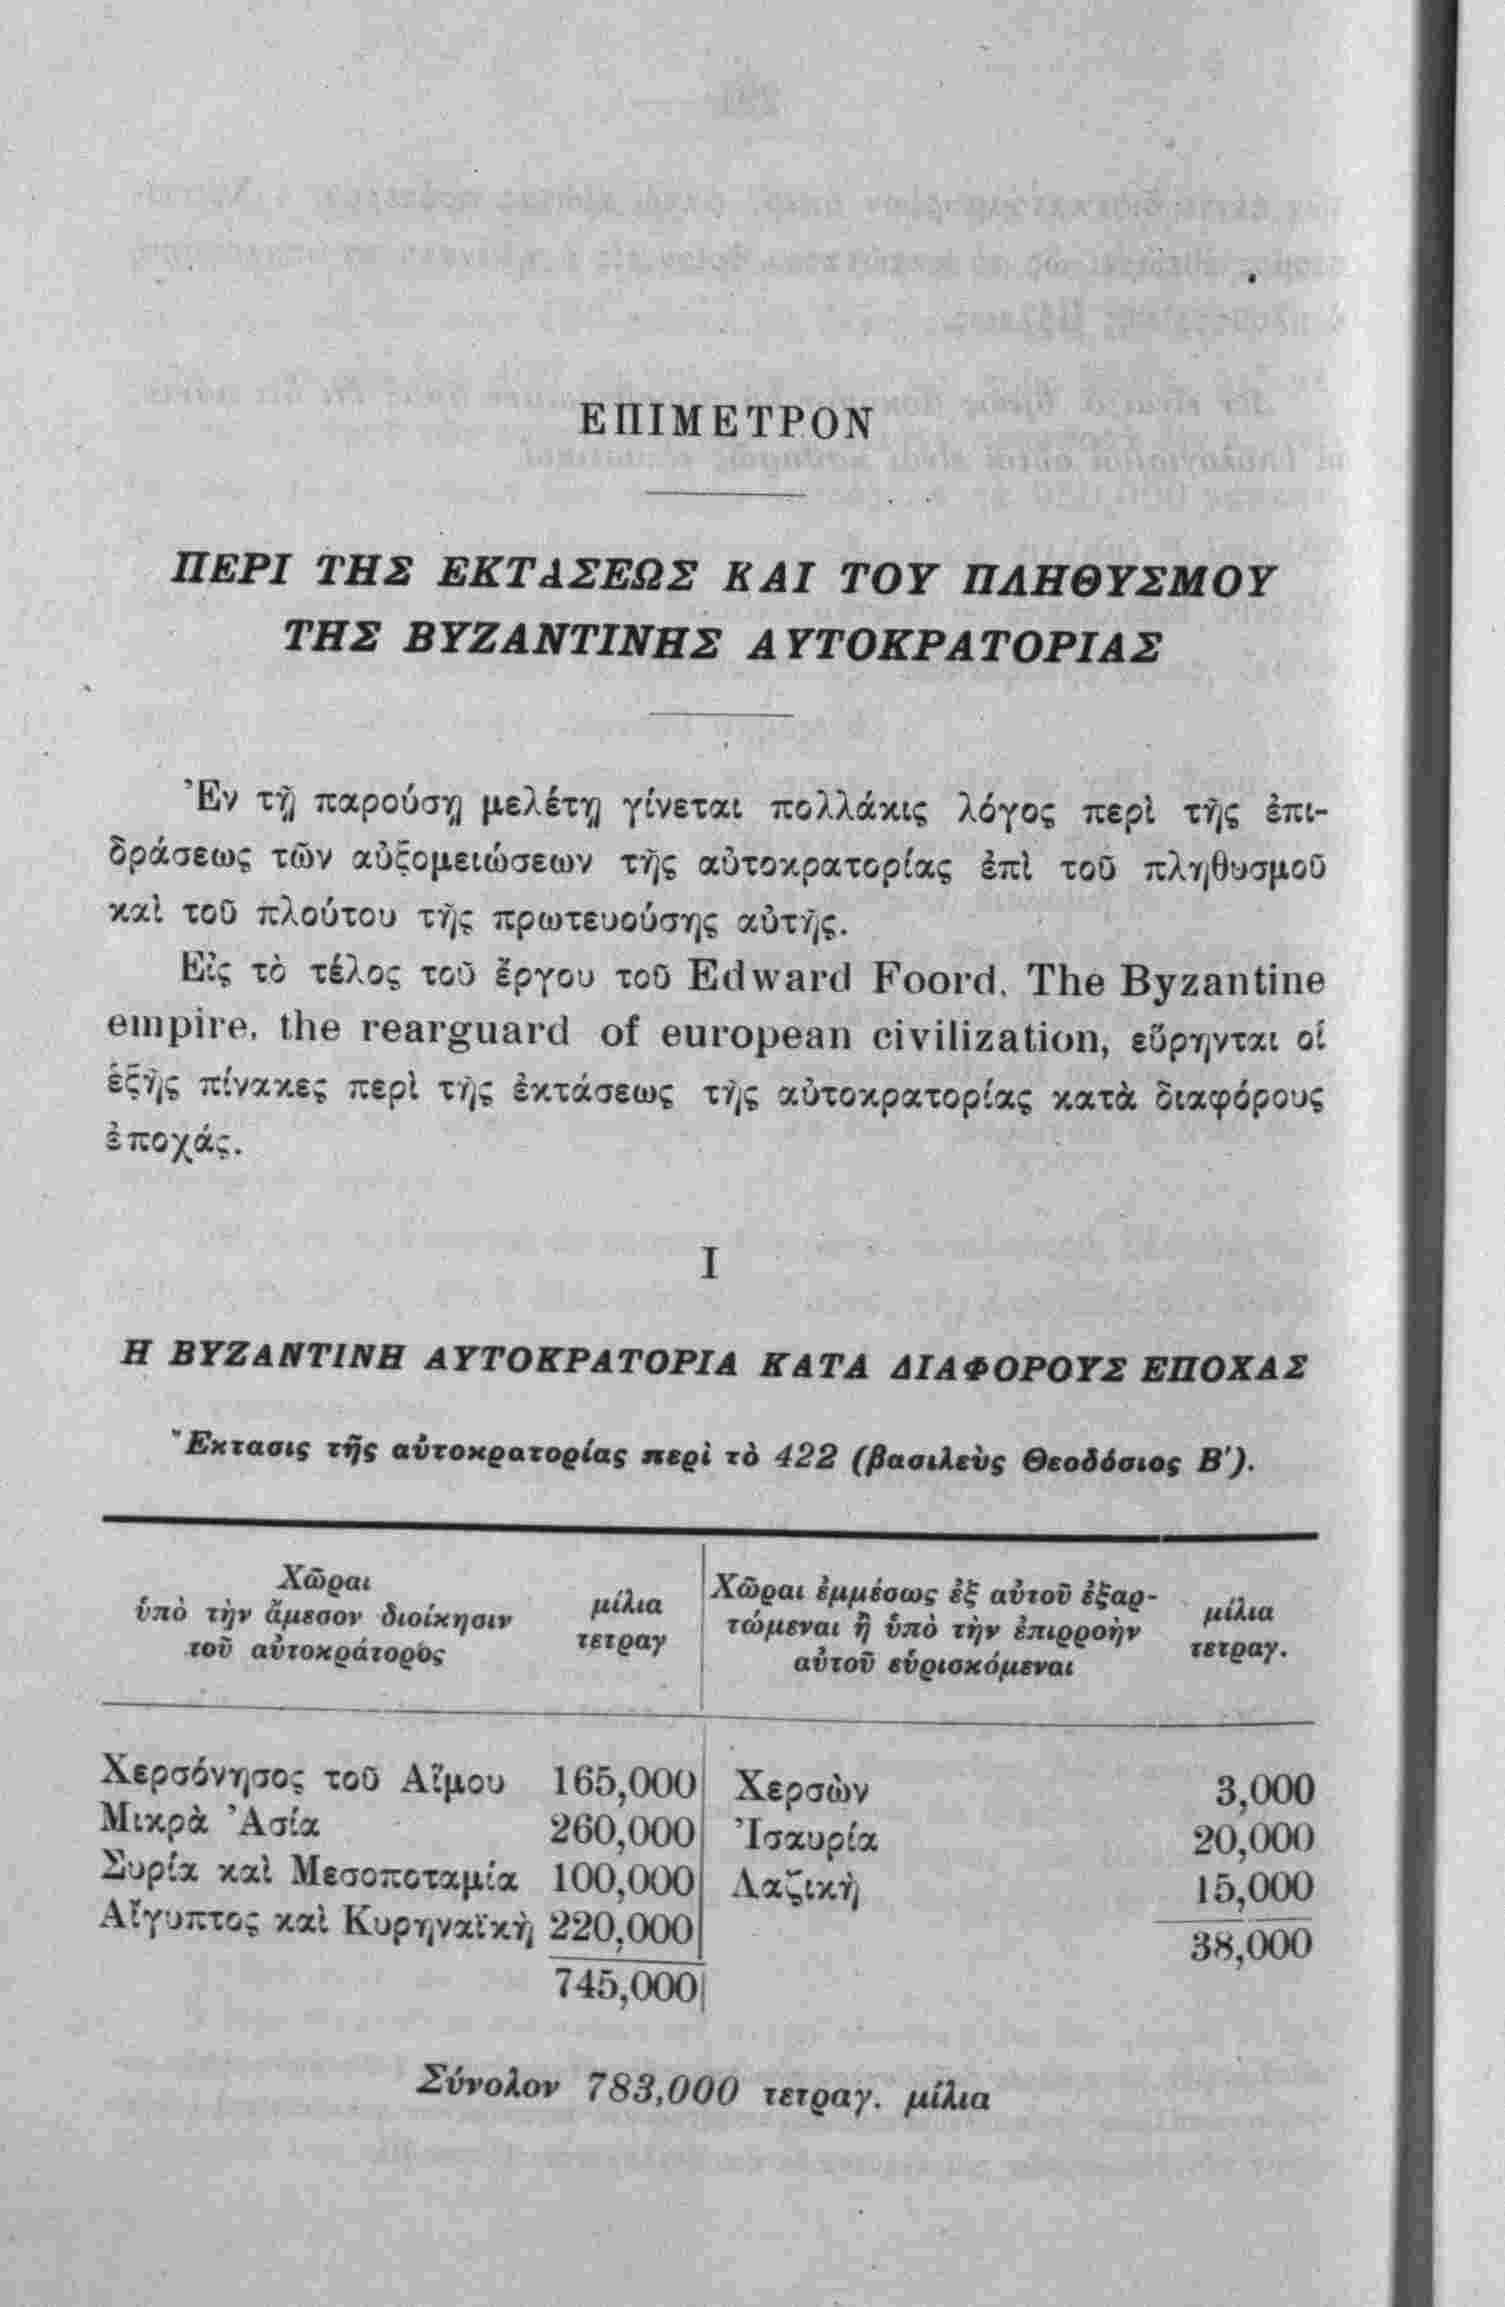 ΕΠΙΜΕΤΡΟΝ
ΠΕΡΙ ΤΗΣ ΕΚΤΑΣΕΩΣ ΚΑΙ ΤΟΥ ΠΛΗΘΥΣΜΟΥ
ΤΗΣ ΒΥΖΑΝΤΙΝΗΣ ΑΥΤΟΚΡΑΤΟΡΙΑΣ
Ἐν τῇ παρούσῃ μελέτῃ γίνεται πολλάκις λόγος περὶ τῆς ἐπι-
δράσεως τῶν αὐξομειώσεων τῆς αὐτοκρατορίας ἐπὶ τοῦ πληθυσμοῦ
καὶ τοῦ πλούτου τῆς πρωτευούσης αὐτῆς.
Εἰς τὸ τέλος τοῦ ἔργου τοῦ Edward Foord, The Byzantine
empire, the rearguard of european civilization, εὕρηνται οἱ
ἑξῆς πίνακες περὶ τῆς ἐκτάσεως τῆς αὐτοκρατορίας κατὰ διαφόρους
ἐποχάς.
I
Η ΒΥΖΑΝΤΙΝΗ ΑΥΤΟΚΡΑΤΟΡΙΑ ΚΑΤΑ ΔΙΑΦΟΡΟΥΣ ΕΠΟΧΑΣ
Ἔκτασις τῆς αὐτοκρατορίας περὶ τὸ 422 (βασιλεὺς Θεοδόσιος Β').
Χῶραι
ὑπὸ τὴν ἄμεσον διοίκησιν
τοῦ αὐτοκράτορος
μίλια
τετραγ
Χῶραι ἐμμέσως ἐξ αὐτοῦ ἐξαρ-
τώμεναι ἢ ὑπὸ τὴν ἐπιρροὴν
αὐτοῦ εὑρισκόμεναι
μίλια
τετραγ.
Χερσόνησος τοῦ Αἵμου 165,000 Χερσὼν 3,000
Μικρὰ Ἀσία 260,000 Ἰσαυρία 20,000
Συρία καὶ Μεσοποταμία 100,000 Λαζικὴ 15,000
Αἴγυπτος καὶ Κυρηναϊκὴ 220,000 38,000
745,000
Σύνολον 783,000 τετραγ. μίλια